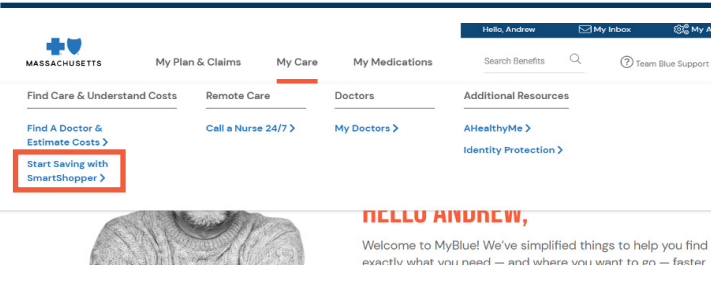 Hello, Andrew My Inbox My A
MASSACHUSETTS My Plan & Claims My Care My Medications Search Benefits ? Team Blue Support
Find Care & Understand Costs Remote Care Doctors Additional Resources
Find A Doctor & Call a Nurse 24/7 > My Doctors > AHealthyMe >
Estimate Costs > Identity Protection >
Start Saving with
SmartShopper >
HELLO ANDREW,
Welcome to MyBlue! We've simplified things to help you find
exactly what you need — and where you want to go — faster